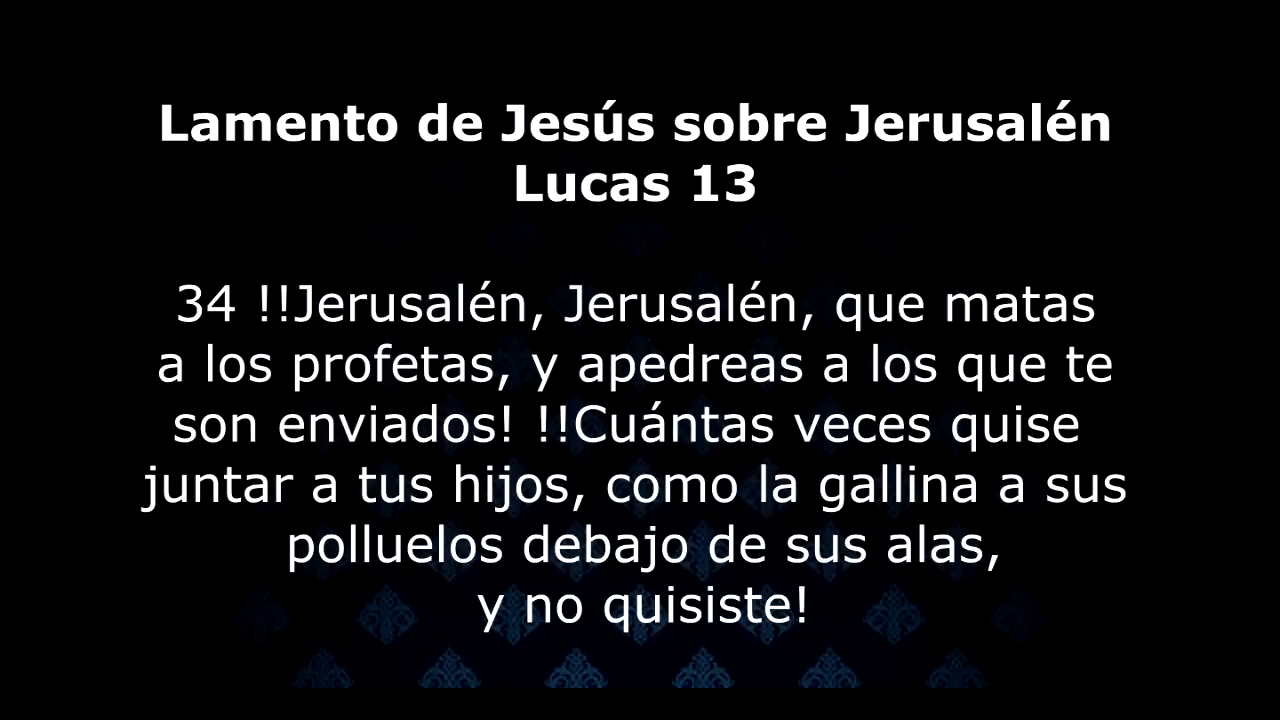 Lamento de Jesús sobre Jerusalén
Lucas 13
34 !!Jerusalén, Jerusalén, que matas
a los profetas, y apedreas a los que te
son enviados! !!Cuántas veces quise
juntar a tus hijos, como la gallina a sus
polluelos debajo de sus alas,
y no quisiste!